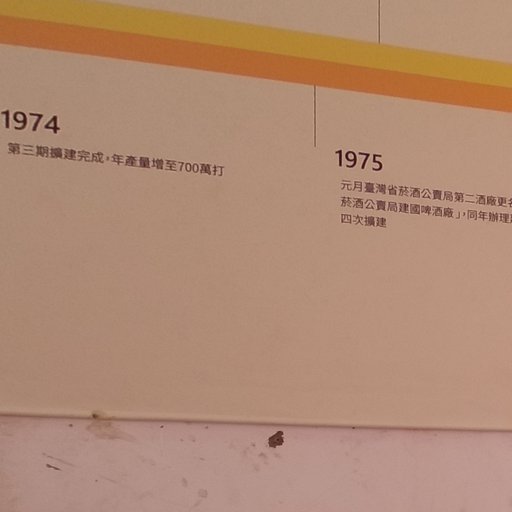 1974
第三期擴建完成，年產量增至700萬打
1975
元月臺灣省菸酒公賣局第二酒廠更名
菸酒公賣局建國啤酒廠」，同年辦理
四次擴建